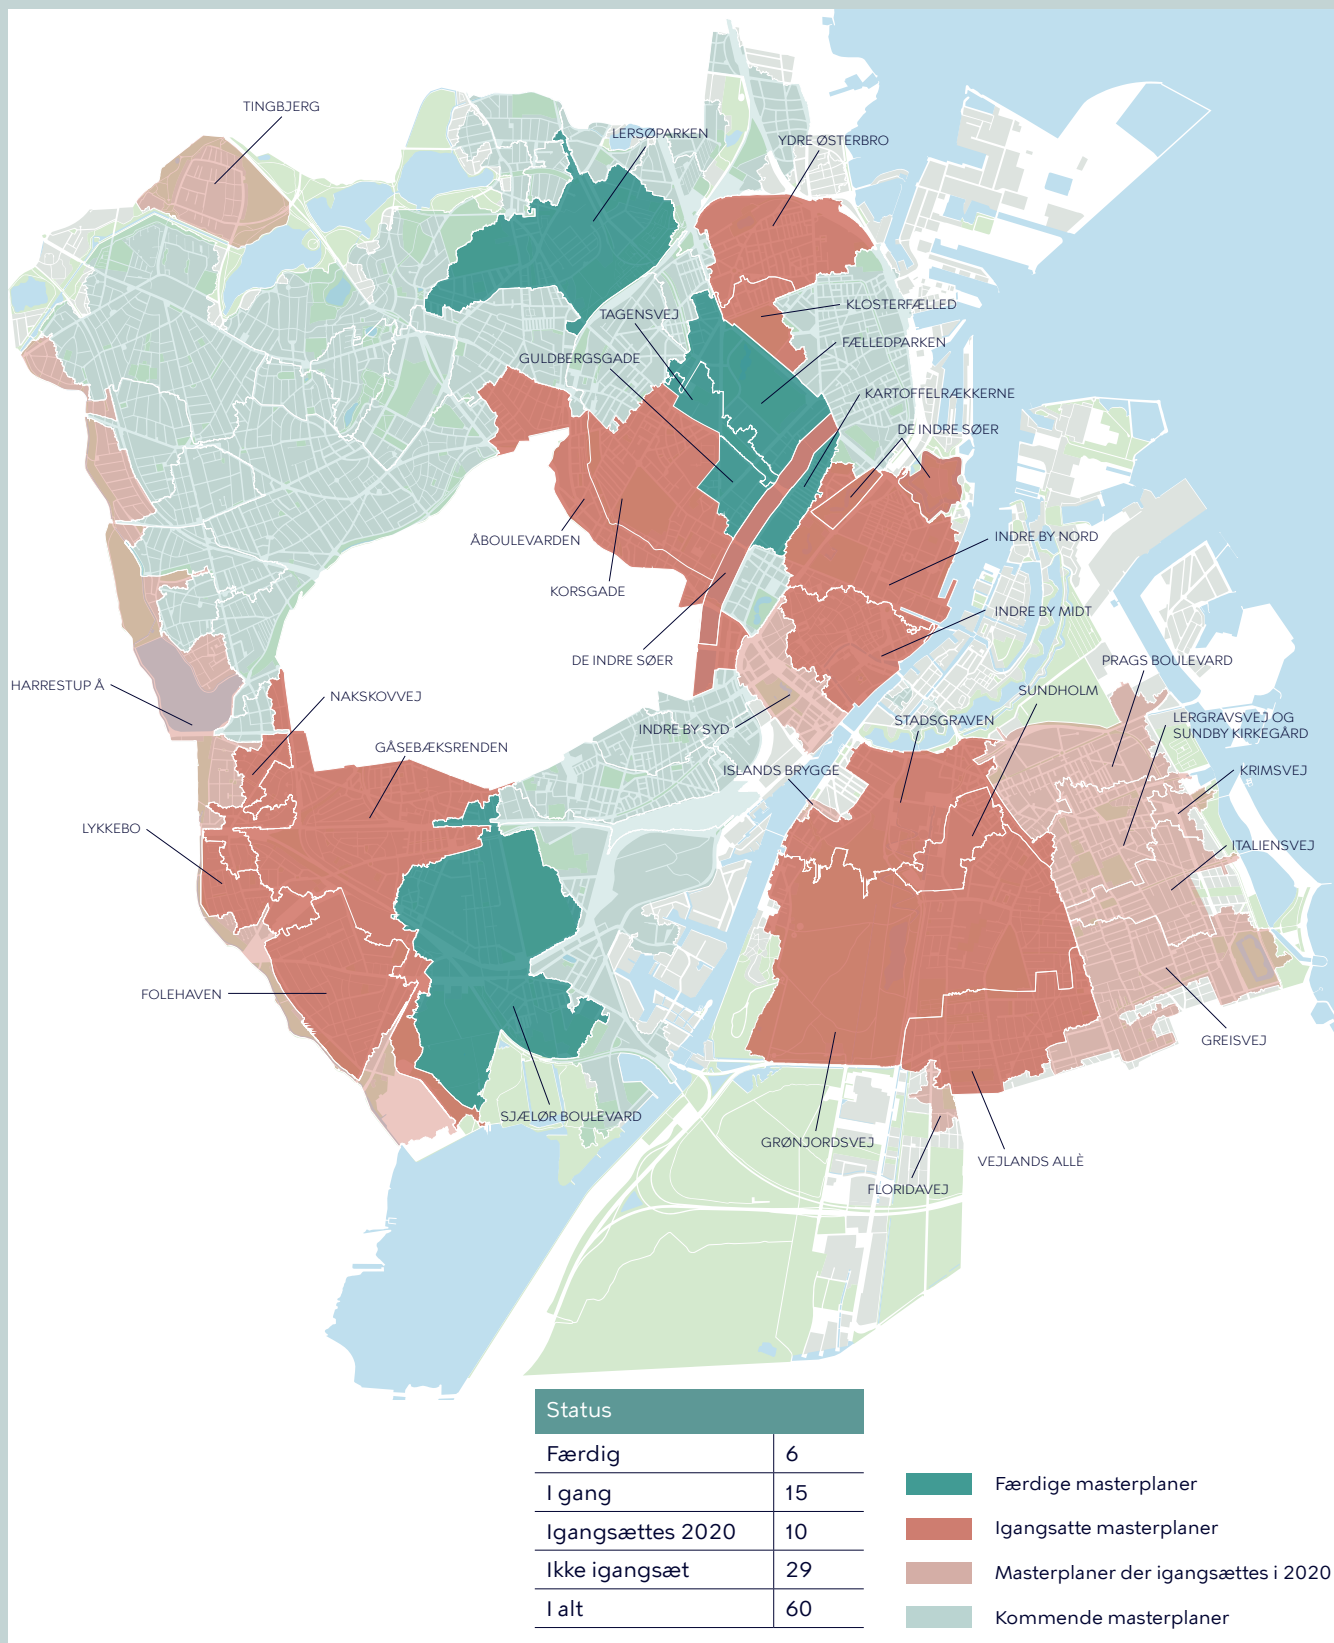 TINGBJERG
LERSØPARKEN
YDRE ØSTERBRO
KLOSTERFÆLLED
TAGENSVEJ
FÆLLEDPARKEN
GULDBERGSGADE
KARTOFFELRÆKKERNE
DE INDRE SØER
ÅBOULEVARDEN
INDRE BY NORD
KORSGADE
INDRE BY MIDT
DE INDRE SØER
PRAGS BOULEVARD
HARRESTUP Å
SUNDHOLM
NAKSKOVVEJ
LERGRAVSVEJ OG
SUNDBY KIRKEGÅRD
STADSGRAVEN
INDRE BY SYD
GÅSEBÆKSRENDEN
ISLANDS BRYGGE
KRIMSVEJ
LYKKEBO
ITALIENSVEJ
FOLEHAVEN
GREISVEJ
SJÆLØR BOULEVARD
GRØNJORDSVEJ
VEJLANDS ALLÈ
FLORIDAVEJ
Status
Færdig 6
I gang 15
Igangsættes 2020 10
Ikke igangsæt 29
I alt 60
Færdige masterplaner
Igangsatte masterplaner
Masterplaner der igangsættes i 2020
Kommende masterplaner